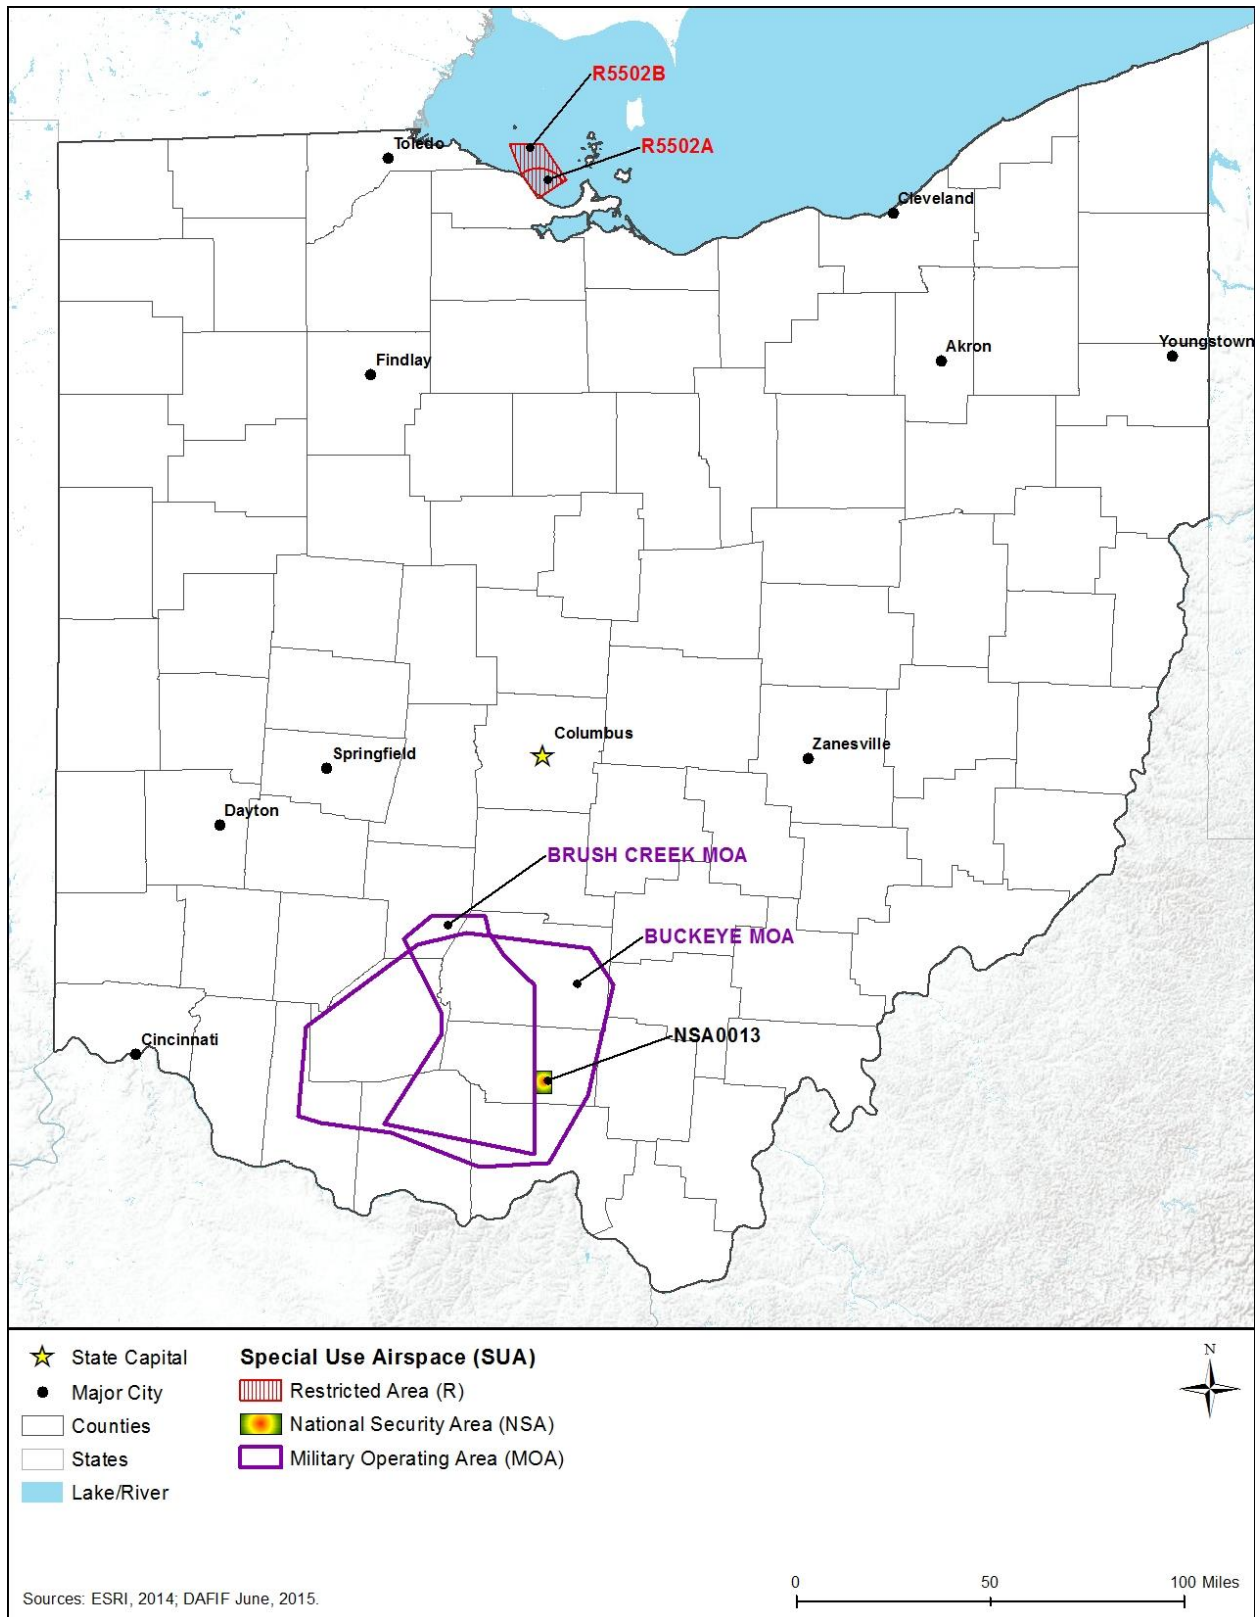 R5502B
R5502A
Toledo
Cleveland
Akron
Youngstown
Findlay
Columbus
Springfield
Zanesville
Dayton
BRUSH CREEK MOA
BUCKEYE MOA
NSA0013
Cincinnati
State Capital
Major City
Counties
States
Lake/River
Special Use Airspace (SUA)
Restricted Area (R)
National Security Area (NSA)
Military Operating Area (MOA)
N
Sources: ESRI, 2014; DAFIF June, 2015.
0 50 100 Miles